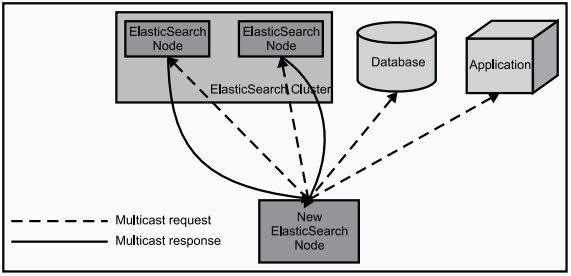 ElasticSearch
Node
ElasticSearch
Node
ElasticSearch Cluster
Database
Application
New
ElasticSearch
Node
Multicast request
Multicast response